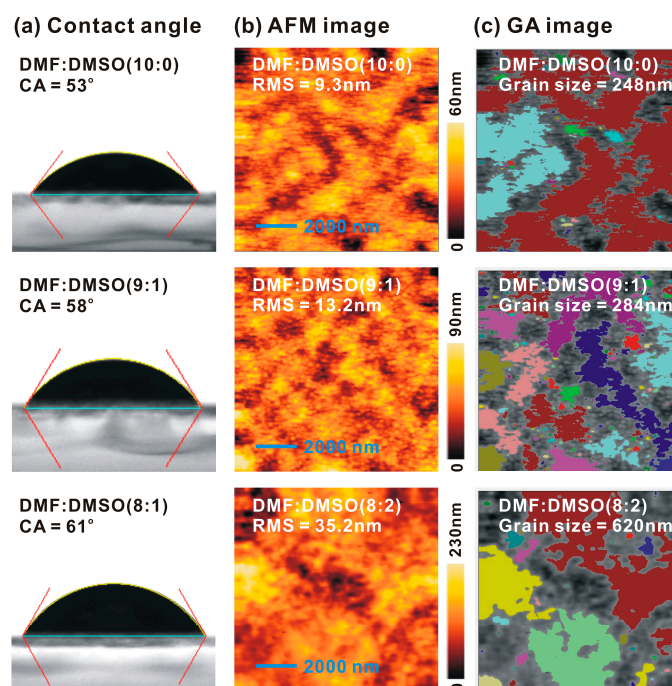 (a) Contact angle
(b) AFM image
(c) GA image
DMF:DMSO(10:0)
CA = 53°
DMF:DMSO(10:0)
RMS = 9.3nm
2000 nm
60nm
0
DMF:DMSO(10:0)
Grain size = 248nm
DMF:DMSO(9:1)
CA = 58°
DMF:DMSO(9:1)
RMS = 13.2nm
2000 nm
90nm
0
DMF:DMSO(9:1)
Grain size = 284nm
DMF:DMSO(8:1)
CA = 61°
DMF:DMSO(8:2)
RMS = 35.2nm
2000 nm
230nm
0
DMF:DMSO(8:2)
Grain size = 620nm